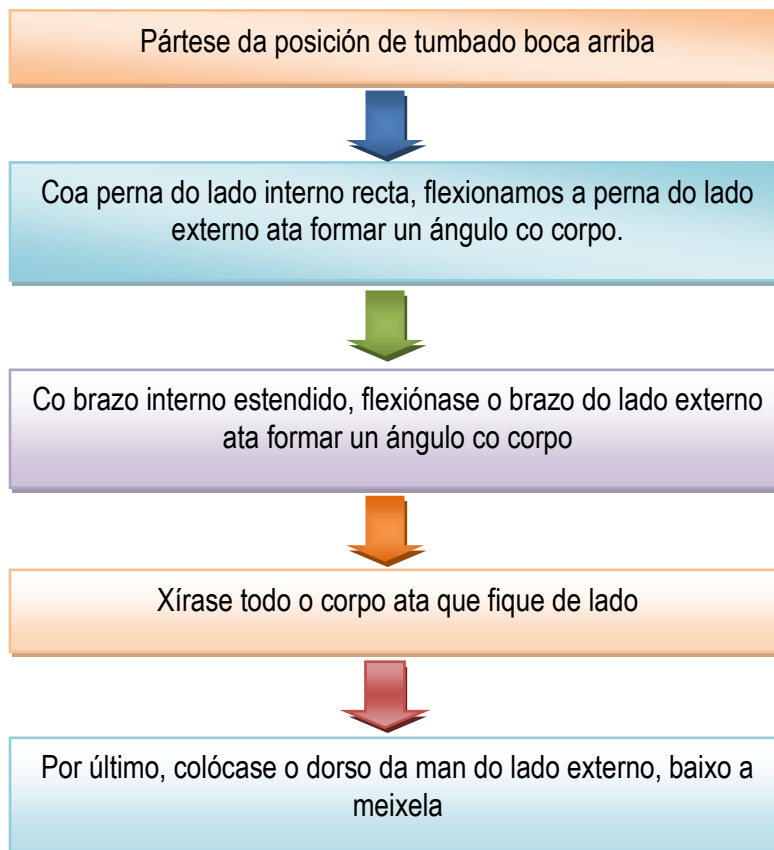 Pártese da posición de tumbado boca arriba
Coa perna do lado interno recta, flexionamos a perna do lado
externo ata formar un ángulo co corpo.
Co brazo interno estendido, flexiónase o brazo do lado externo
ata formar un ángulo co corpo
Xírase todo o corpo ata que fique de lado
Por último, colócase o dorso da man do lado externo, baixo a
meixela